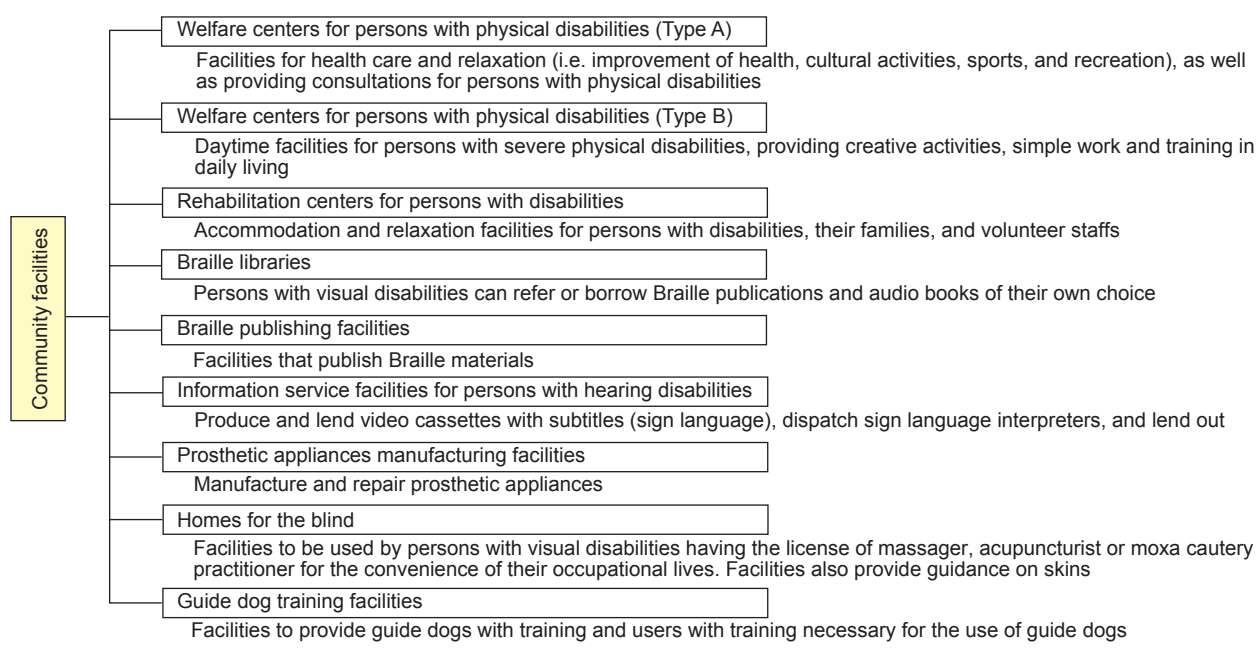 Community facilities
Welfare centers for persons with physical disabilities (Type A)
Facilities for health care and relaxation (i.e. improvement of health, cultural activities, sports, and recreation), as well
as providing consultations for persons with physical disabilities
Welfare centers for persons with physical disabilities (Type B)
Daytime facilities for persons with severe physical disabilities, providing creative activities, simple work and training in
daily living
Rehabilitation centers for persons with disabilities
Accommodation and relaxation facilities for persons with disabilities, their families, and volunteer staffs
Braille libraries
Persons with visual disabilities can refer or borrow Braille publications and audio books of their own choice
Braille publishing facilities
Facilities that publish Braille materials
Information service facilities for persons with hearing disabilities
Produce and lend video cassettes with subtitles (sign language), dispatch sign language interpreters, and lend out
Prosthetic appliances manufacturing facilities
Manufacture and repair prosthetic appliances
Homes for the blind
Facilities to be used by persons with visual disabilities having the license of massager, acupuncturist or moxa cautery
practitioner for the convenience of their occupational lives. Facilities also provide guidance on skins
Guide dog training facilities
Facilities to provide guide dogs with training and users with training necessary for the use of guide dogs